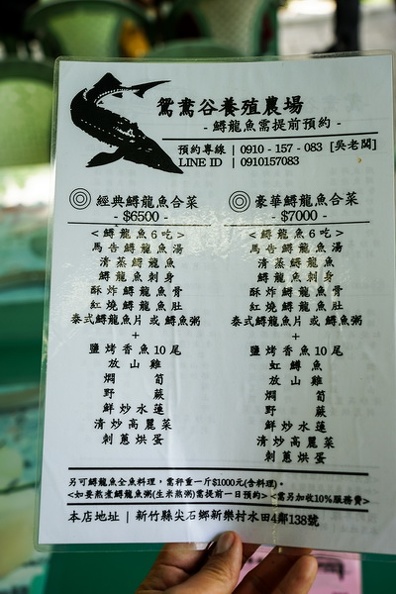 鴛鴦谷養殖農場
- 鱘龍魚需提前預約 -
預約專線 | 0910 - 157 - 083 [吳老闆]
LINE ID | 0910157083
經典鱘龍魚合菜
- $6500 -
< 鱘龍魚6吃 >
馬告鱘龍魚湯
清蒸鱘龍魚
鱘龍魚刺身
酥炸鱘龍魚骨
紅燒鱘龍魚肚
泰式鱘龍魚片 或 鱘魚粥
+
鹽烤香魚10尾
放山雞
燜筍
野蕨
鮮炒水蓮
清炒高麗菜
刺蔥烘蛋
豪華鱘龍魚合菜
- $7000 -
< 鱘龍魚6吃 >
馬告鱘龍魚湯
清蒸鱘龍魚
鱘龍魚刺身
酥炸鱘龍魚骨
紅燒鱘龍魚肚
泰式鱘龍魚片 或 鱘魚粥
+
鹽烤香魚10尾
虹鱒魚
放山雞
燜筍
野蕨
鮮炒水蓮
清炒高麗菜
刺蔥烘蛋
另可鱘龍魚全魚料理，需秤重一斤$1000元(含料理)。
<如要熬煮鱘龍魚粥(生米熬粥)需提前一日預約> <需另加收10%服務費>
本店地址 | 新竹縣尖石鄉新樂村水田4鄰138號